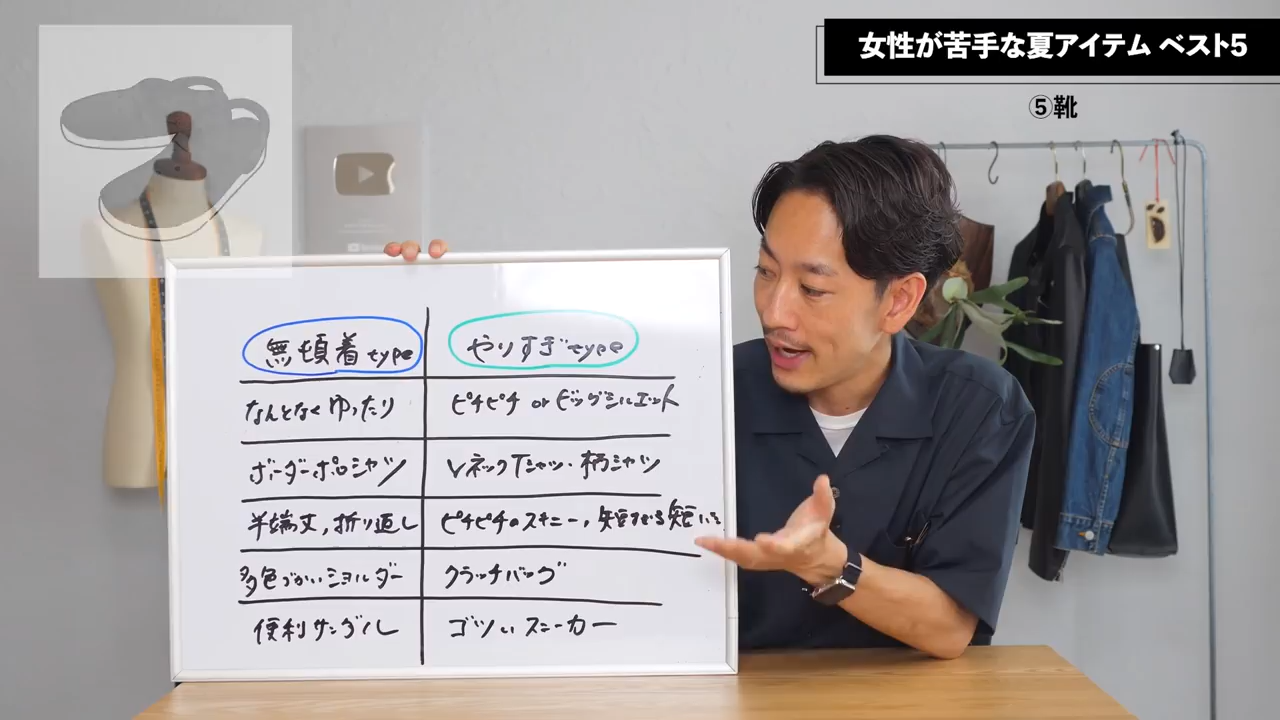 女性が苦手な夏アイテム ベスト5
⑤靴
無頓着type
やりすぎtype
なんとなくゆったり
ピチピチ or ビッグシルエット
ボーダーポロシャツ
VネックTシャツ・柄シャツ
半端丈, 折り返し
ピチピチのスキニー, 短すぎる短パン
多色づかいショルダー
クラッチバッグ
便利サンダル
ゴツいスニーカー